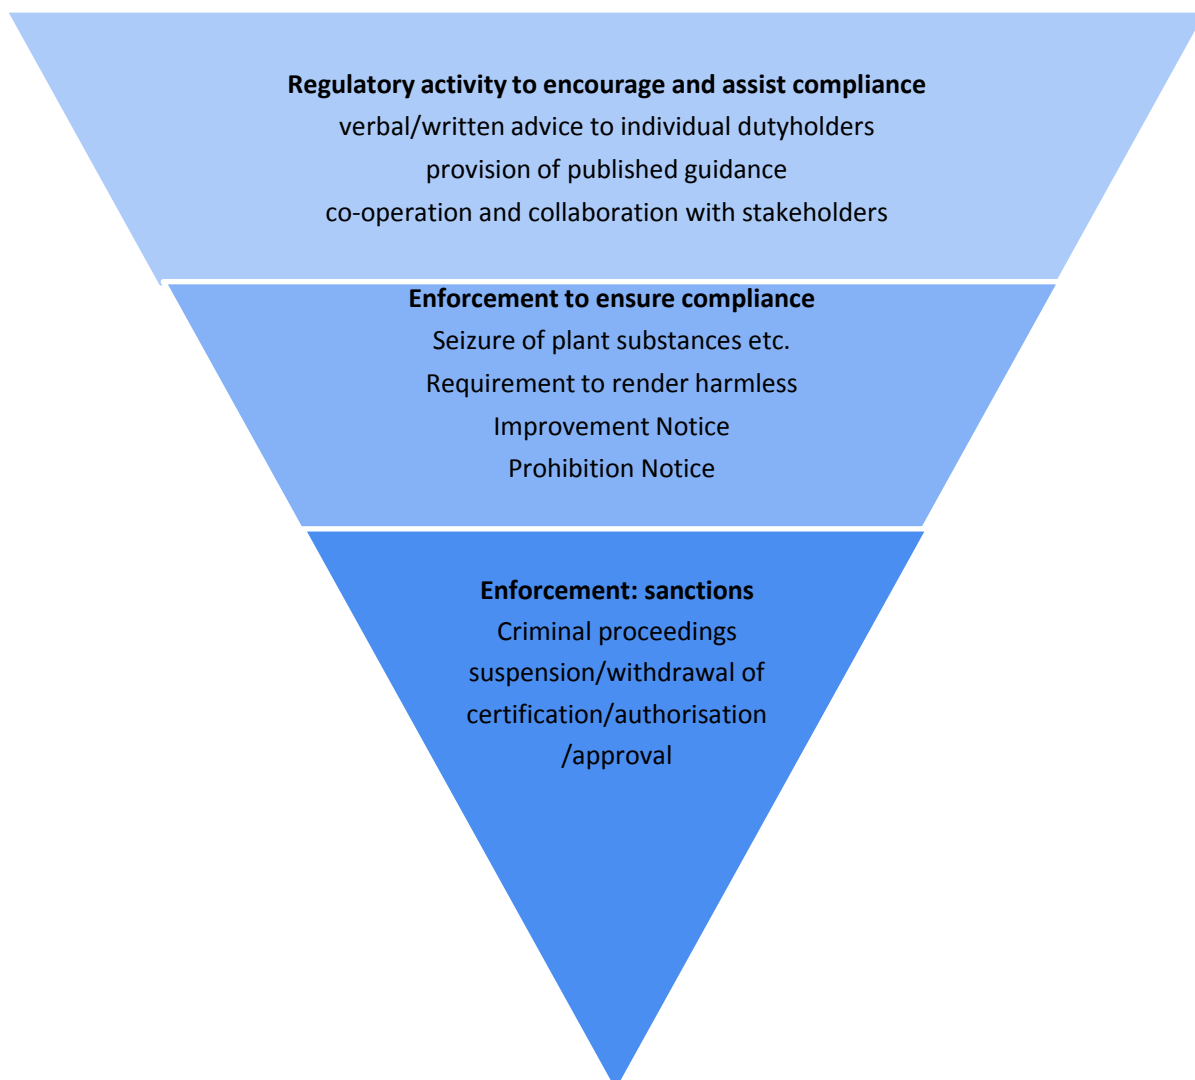 Regulatory activity to encourage and assist compliance
verbal/written advice to individual dutyholders
provision of published guidance
co-operation and collaboration with stakeholders
Enforcement to ensure compliance
Seizure of plant substances etc.
Requirement to render harmless
Improvement Notice
Prohibition Notice
Enforcement: sanctions
Criminal proceedings
suspension/withdrawal of
certification/authorisation
/approval